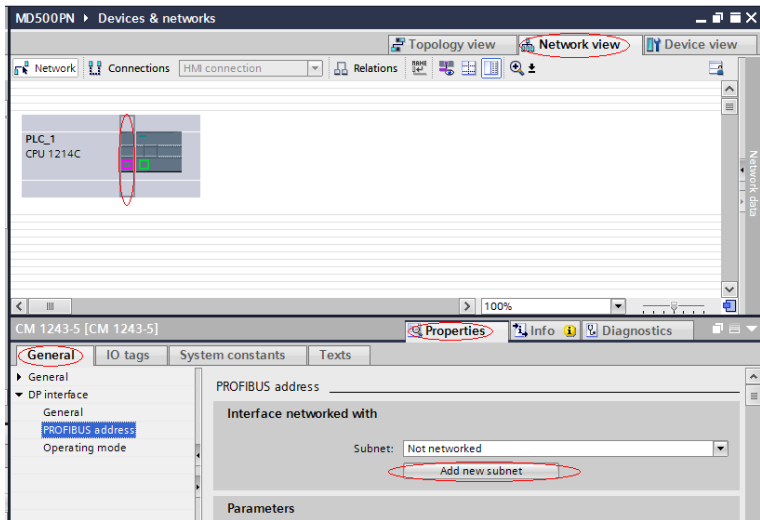 MD500PN ▸ Devices & networks
Topology view Network view Device view
Network Connections HMI connection Relations
PLC_1
CPU 1214C
Network data
100%
CM 1243-5 [CM 1243-5]
Properties Info Diagnostics
General IO tags System constants Texts
General
DP interface
General
PROFIBUS address
Operating mode
PROFIBUS address
Interface networked with
Subnet: Not networked
Add new subnet
Parameters